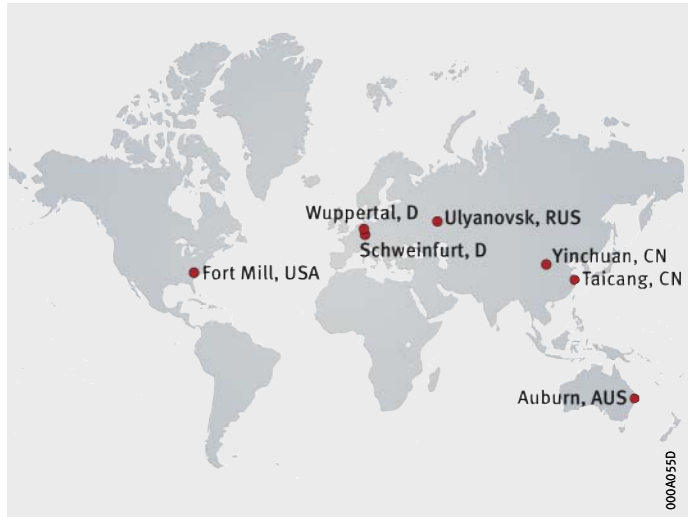 Wuppertal, D
Ulyanovsk, RUS
Schweinfurt, D
Yinchuan, CN
Fort Mill, USA
Taicang, CN
Auburn, AUS
000A055D